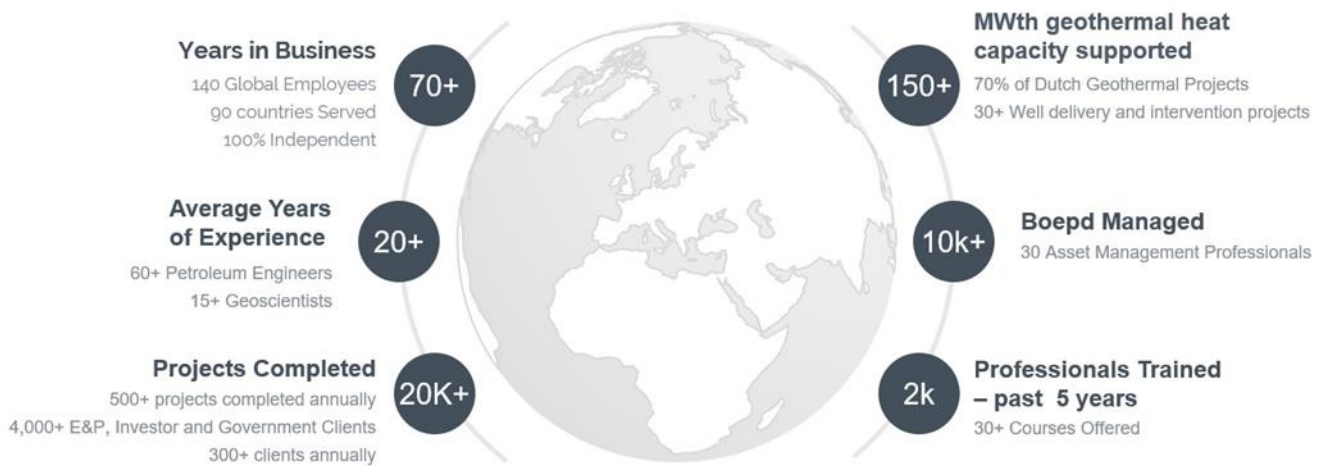 Years in Business
140 Global Employees
90 countries Served
100% Independent
70+
Average Years
of Experience
60+ Petroleum Engineers
15+ Geoscientists
20+
Projects Completed
500+ projects completed annually
4,000+ E&P, Investor and Government Clients
300+ clients annually
20K+
MWth geothermal heat
capacity supported
70% of Dutch Geothermal Projects
30+ Well delivery and intervention projects
150+
Boepd Managed
30 Asset Management Professionals
10k+
Professionals Trained
– past 5 years
30+ Courses Offered
2k